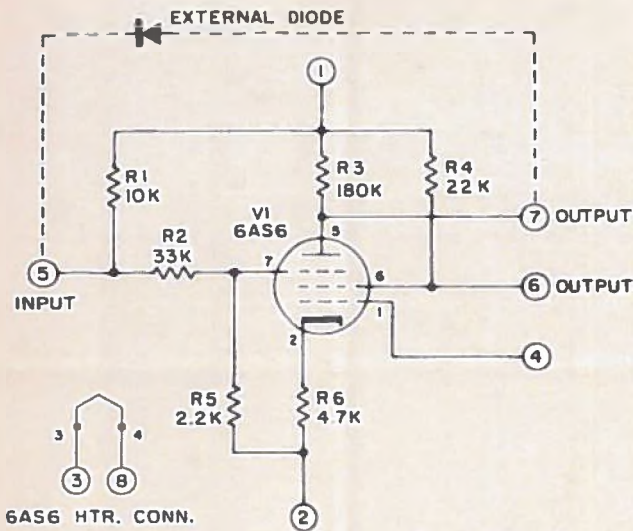 EXTERNAL DIODE
1
R1
10K
R3
180K
R4
22K
V1
6AS6
R2
33K
5
7
OUTPUT
5
7
6
6
OUTPUT
INPUT
1
2
4
R5
2.2K
R6
4.7K
3
4
3
8
2
6AS6 HTR. CONN.